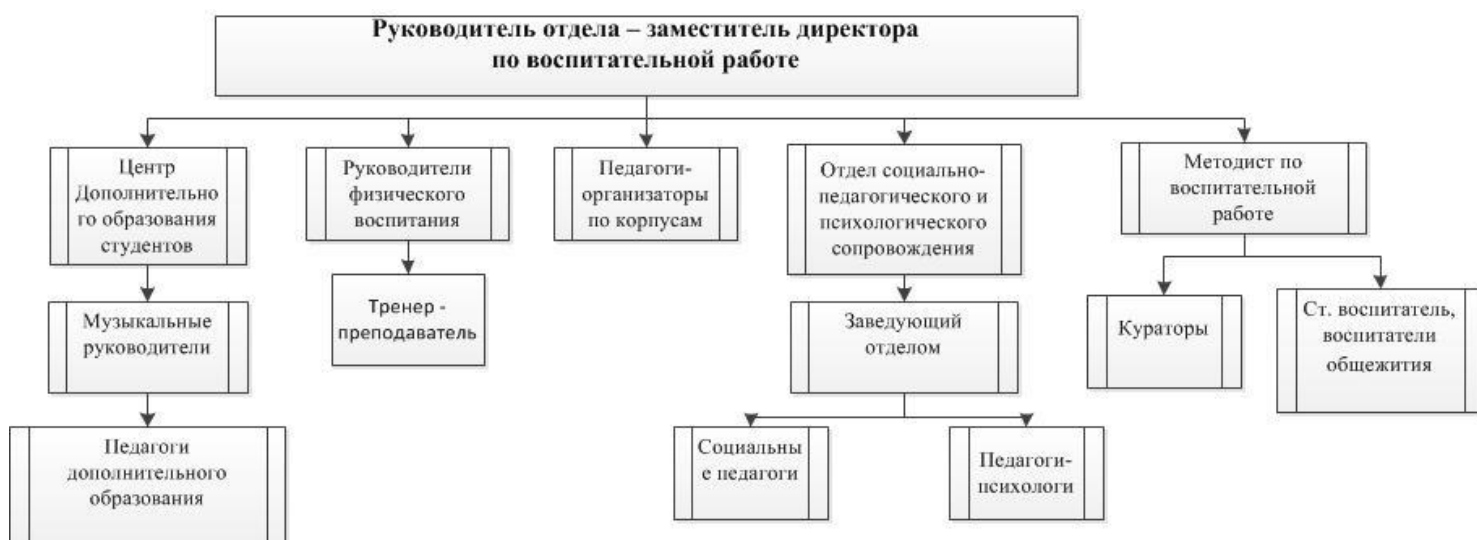 Руководитель отдела – заместитель директора
по воспитательной работе
Центр
Дополнительно
го образования
студентов
Руководители
физического
воспитания
Педагоги-
организаторы
по корпусам
Отдел социально-
педагогического и
психологического
сопровождения
Методист по
воспитательной
работе
Музыкальные
руководители
Тренер -
преподаватель
Заведующий
отделом
Кураторы
Ст. воспитатель,
воспитатели
общежития
Педагоги
дополнительного
образования
Социальны
е педагоги
Педагоги-
психологи